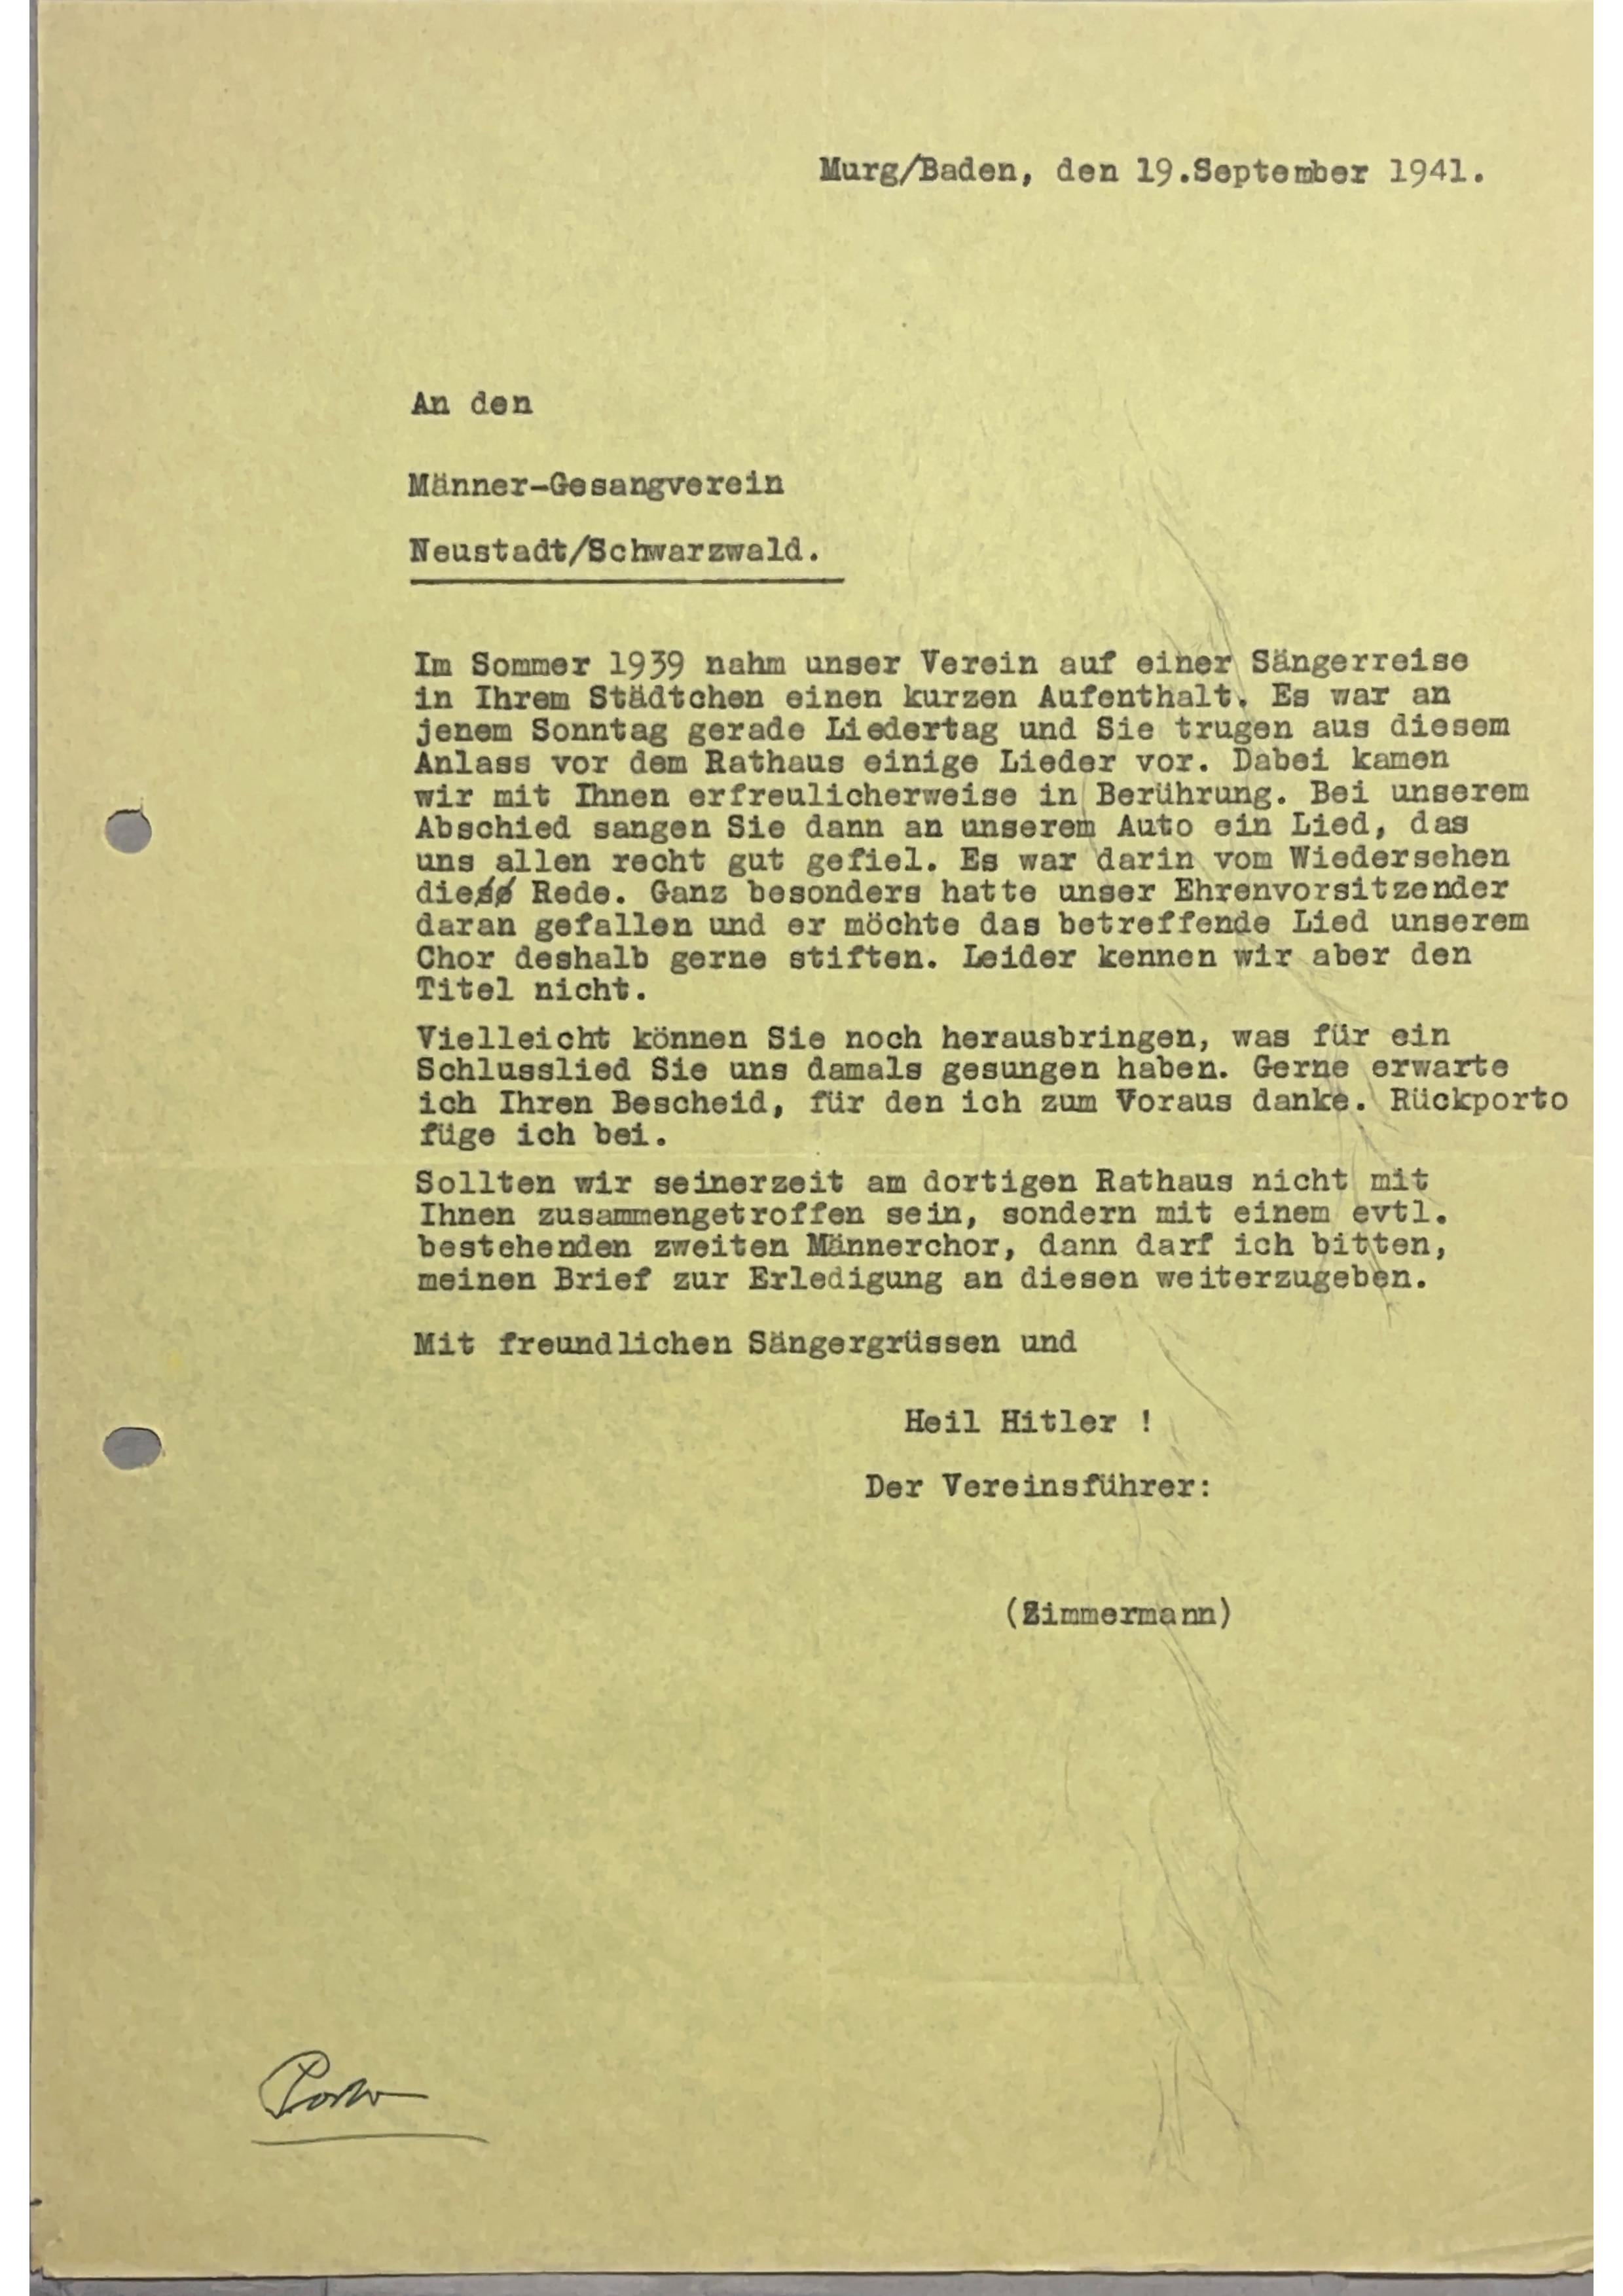 Murg/Baden, den 19.September 1941.
An den
Männer-Gesangverein
Neustadt/Schwarzwald.
Im Sommer 1939 nahm unser Verein auf einer Sängerreise
in Ihrem Städtchen einen kurzen Aufenthalt. Es war an
jenem Sonntag gerade Liedertag und Sie trugen aus diesem
Anlass vor dem Rathaus einige Lieder vor. Dabei kamen
wir mit Ihnen erfreulicherweise in Berührung. Bei unserem
Abschied sangen Sie dann an unserem Auto ein Lied, das
uns allen recht gut gefiel. Es war darin vom Wiedersehen
die Rede. Ganz besonders hatte unser Ehrenvorsitzender
daran gefallen und er möchte das betreffende Lied unserem
Chor deshalb gerne stiften. Leider kennen wir aber den
Titel nicht.
Vielleicht können Sie noch herausbringen, was für ein
Schlusslied Sie uns damals gesungen haben. Gerne erwarte
ich Ihren Bescheid, für den ich zum Voraus danke. Rückporto
füge ich bei.
Sollten wir seinerzeit am dortigen Rathaus nicht mit
Ihnen zusammengetroffen sein, sondern mit einem evtl.
bestehenden zweiten Männerchor, dann darf ich bitten,
meinen Brief zur Erledigung an diesen weiterzugeben.
Mit freundlichen Sängergrüssen und
Heil Hitler !
Der Vereinsführer:
(Zimmermann)
Porto